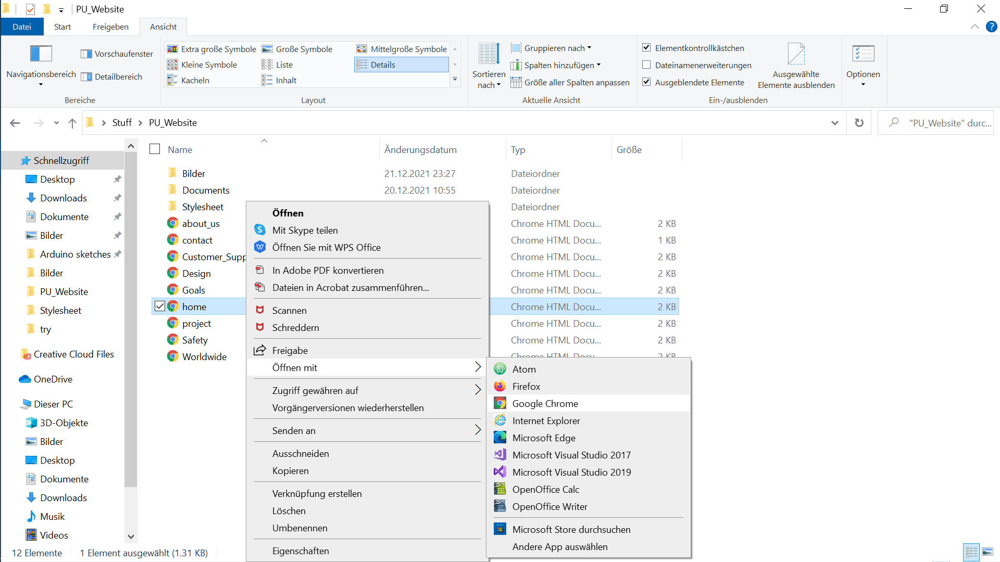 PU_Website
Datei Start Freigeben Ansicht
Navigationsbereich
Vorschaufenster
Detailbereich
Bereiche
Extra große Symbole Große Symbole Mittelgroße Symbole
Kleine Symbole Liste Details
Kacheln Inhalt
Layout
Sortieren
nach
Gruppieren nach
Spalten hinzufügen
Größe aller Spalten anpassen
Aktuelle Ansicht
Elementkontrollkästchen
Dateinamenerweiterungen
Ausgeblendete Elemente
Ausgewählte
Elemente ausblenden
Ein-/ausblenden
Optionen
Stuff PU_Website
"PU_Website" durc...
Schnellzugriff
Desktop
Downloads
Dokumente
Bilder
Arduino sketches
Bilder
PU_Website
Stylesheet
try
Creative Cloud Files
OneDrive
Dieser PC
3D-Objekte
Bilder
Desktop
Dokumente
Downloads
Musik
Videos
Name Änderungsdatum Typ Größe
Bilder 21.12.2021 23:27 Dateiordner
Documents 20.12.2021 10:55 Dateiordner
Stylesheet Dateiordner
about_us Chrome HTML Docu... 2 KB
contact Chrome HTML Docu... 1 KB
Customer_Supp Chrome HTML Docu... 2 KB
Design Chrome HTML Docu... 2 KB
Goals Chrome HTML Docu... 2 KB
home Chrome HTML Docu... 2 KB
project Chrome HTML Docu... 2 KB
Safety Chrome HTML Docu... 2 KB
Worldwide Chrome HTML Docu... 2 KB
Öffnen
Mit Skype teilen
Öffnen Sie mit WPS Office
In Adobe PDF konvertieren
Dateien in Acrobat zusammenführen...
Scannen
Schreddern
Freigabe
Öffnen mit
Zugriff gewähren auf
Vorgängerversionen wiederherstellen
Senden an
Ausschneiden
Kopieren
Verknüpfung erstellen
Löschen
Umbenennen
Eigenschaften
Atom
Firefox
Google Chrome
Internet Explorer
Microsoft Edge
Microsoft Visual Studio 2017
Microsoft Visual Studio 2019
OpenOffice Calc
OpenOffice Writer
Microsoft Store durchsuchen
Andere App auswählen
12 Elemente 1 Element ausgewählt (1.31 KB)